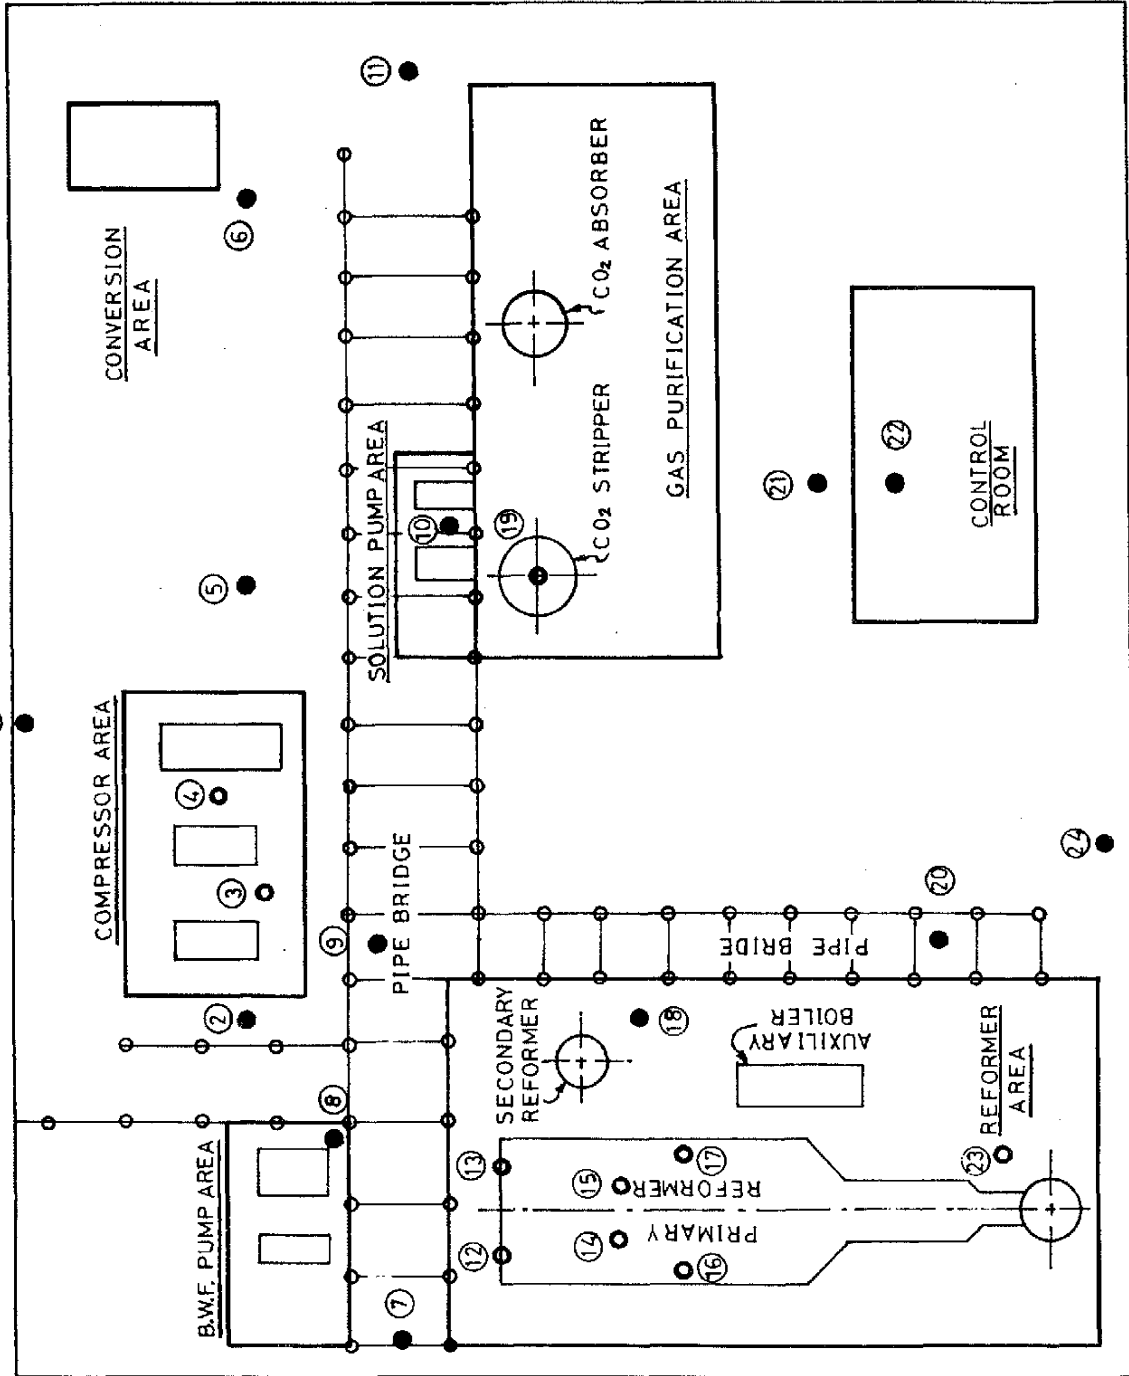 CONVERSION
AREA
6
11
5
COMPRESSOR AREA
4
3
2
SOLUTION PUMP AREA
10
19
CO₂ STRIPPER
CO₂ ABSORBER
GAS PURIFICATION AREA
21
22
CONTROL
ROOM
9
PIPE BRIDGE
PIPE BRIDE
20
24
8
B.W.F. PUMP AREA
7
SECONDARY
REFORMER
18
AUXILIARY
BOILER
REFORMER
AREA
13
12
15
14
17
16
PRIMARY
REFORMER
23